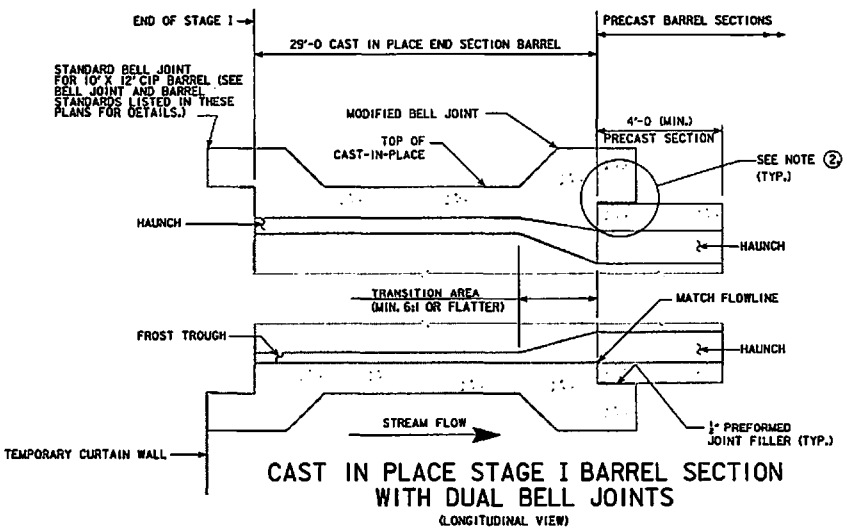 END OF STAGE I
PRECAST BARREL SECTIONS
29'-0 CAST IN PLACE END SECTION BARREL
STANDARD BELL JOINT
FOR 10' X 12' CIP BARREL (SEE
BELL JOINT AND BARREL
STANDARDS LISTED IN THESE
PLANS FOR DETAILS.)
MODIFIED BELL JOINT
4'-0 (MIN.)
PRECAST SECTION
TOP OF
CAST-IN-PLACE
SEE NOTE 2
(TYP.)
HAUNCH
HAUNCH
TRANSITION AREA
(MIN. 6:1 OR FLATTER)
MATCH FLOWLINE
FROST TROUGH
HAUNCH
STREAM FLOW
½" PREFORMED
JOINT FILLER (TYP.)
TEMPORARY CURTAIN WALL
CAST IN PLACE STAGE I BARREL SECTION
WITH DUAL BELL JOINTS
(LONGITUDINAL VIEW)